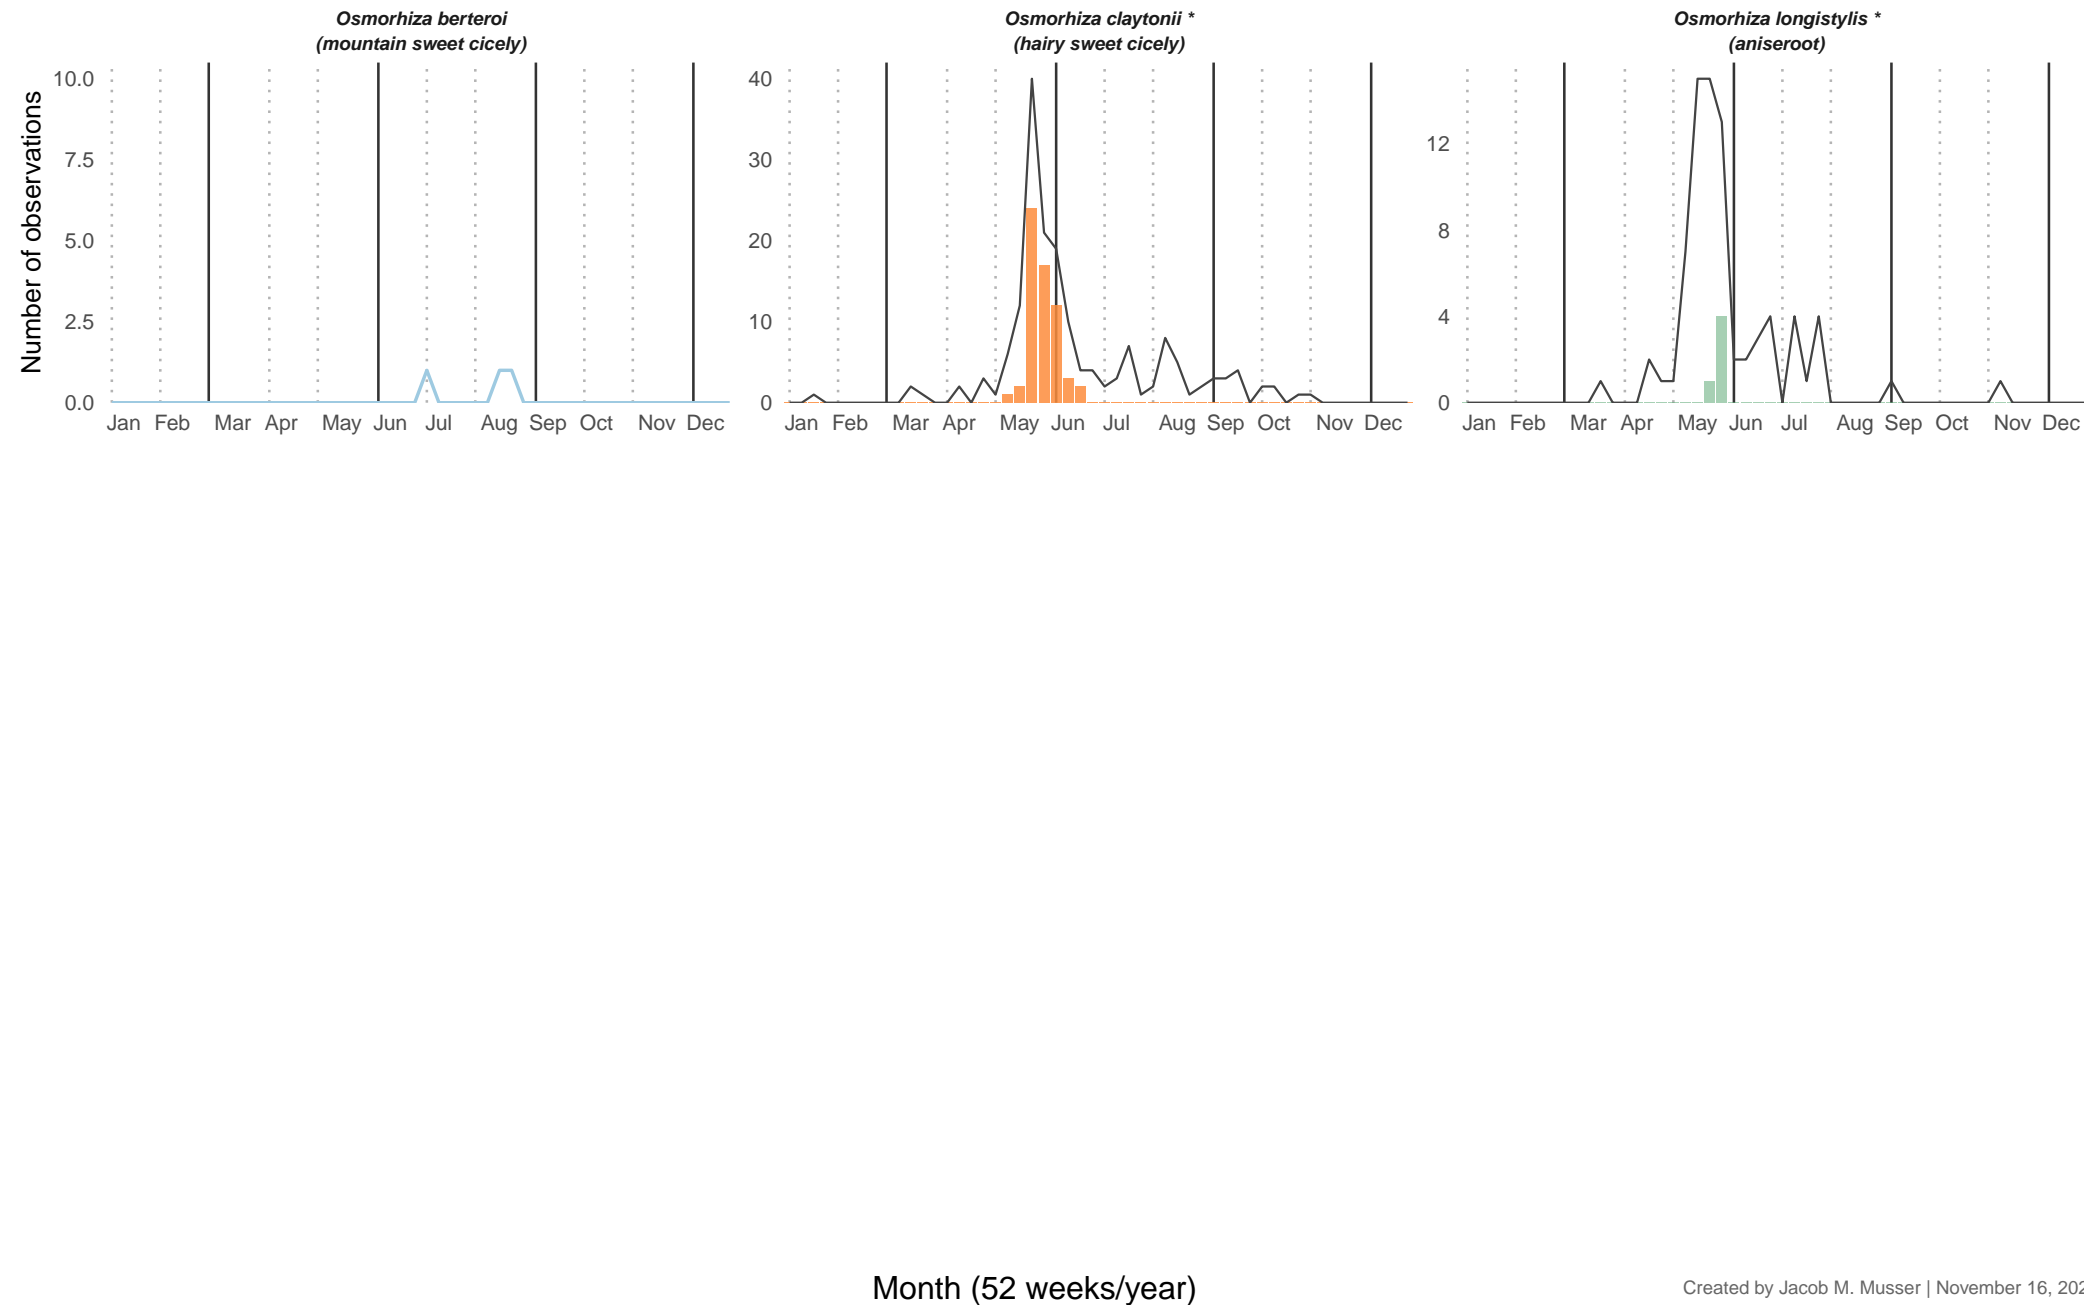 Osmorhiza berteroi
(mountain sweet cicely)
Osmorhiza claytonii *
(hairy sweet cicely)
Osmorhiza longistylis *
(aniseroot)
Number of observations
10.0
7.5
5.0
2.5
0.0
Jan Feb Mar Apr May Jun Jul Aug Sep Oct Nov Dec
40
30
20
10
0
Jan Feb Mar Apr May Jun Jul Aug Sep Oct Nov Dec
12
8
4
0
Jan Feb Mar Apr May Jun Jul Aug Sep Oct Nov Dec
Month (52 weeks/year)
Created by Jacob M. Musser | November 16, 202